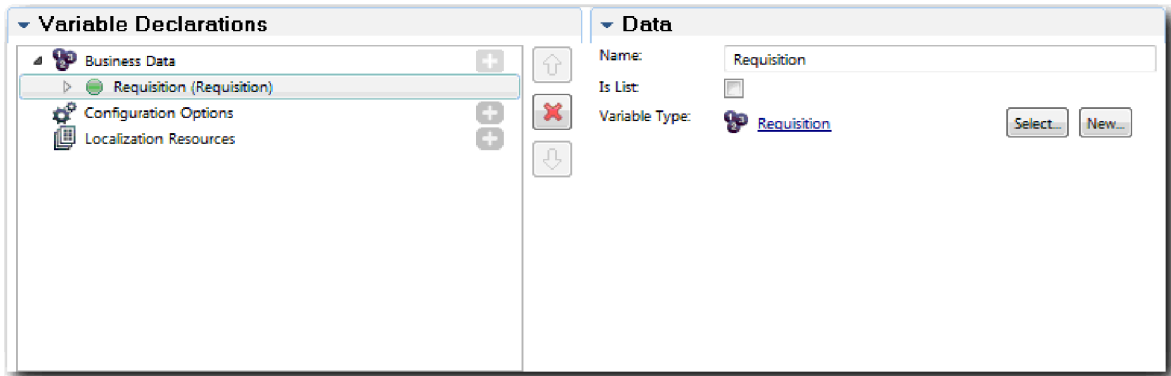 Variable Declarations
Business Data
Requisition (Requisition)
Configuration Options
Localization Resources
Data
Name: Requisition
Is List:
Variable Type: Requisition Select... New...